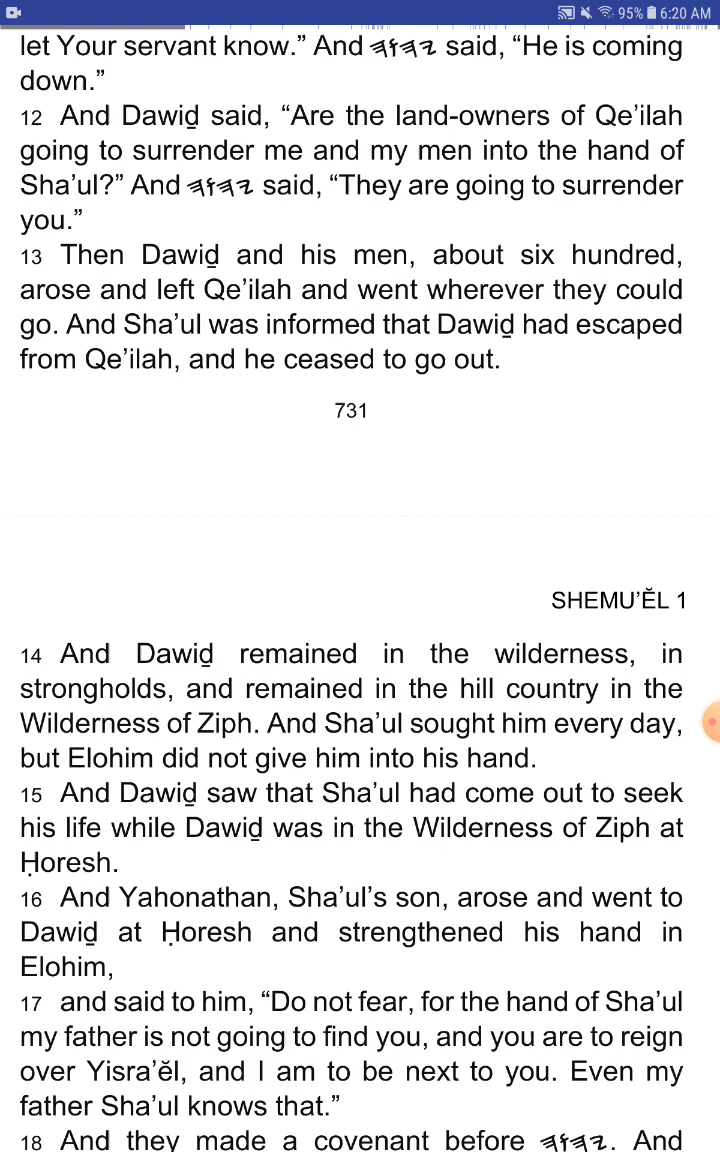 95% 6:20 AM
let Your servant know.” And 𐤉𐤄𐤅𐤄 said, “He is coming
down.”
12 And Dawiḏ said, “Are the land-owners of Qe’ilah
going to surrender me and my men into the hand of
Sha’ul?” And 𐤉𐤄𐤅𐤄 said, “They are going to surrender
you.”
13 Then Dawiḏ and his men, about six hundred,
arose and left Qe’ilah and went wherever they could
go. And Sha’ul was informed that Dawiḏ had escaped
from Qe’ilah, and he ceased to go out.
731
SHEMU’ĔL 1
14 And Dawiḏ remained in the wilderness, in
strongholds, and remained in the hill country in the
Wilderness of Ziph. And Sha’ul sought him every day,
but Elohim did not give him into his hand.
15 And Dawiḏ saw that Sha’ul had come out to seek
his life while Dawiḏ was in the Wilderness of Ziph at
Ḥoresh.
16 And Yahonathan, Sha’ul’s son, arose and went to
Dawiḏ at Ḥoresh and strengthened his hand in
Elohim,
17 and said to him, “Do not fear, for the hand of Sha’ul
my father is not going to find you, and you are to reign
over Yisra’ĕl, and I am to be next to you. Even my
father Sha’ul knows that.”
18 And they made a covenant before 𐤉𐤄𐤅𐤄. And